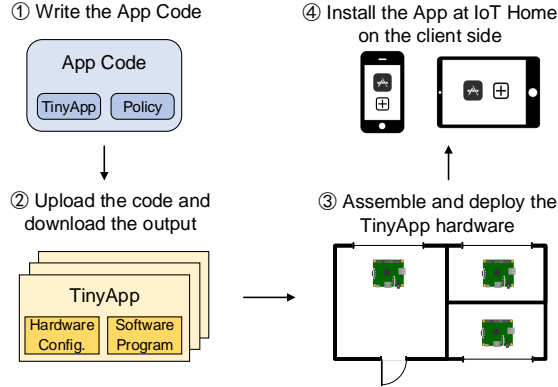 ① Write the App Code
App Code
TinyApp
Policy
② Upload the code and
download the output
TinyApp
Hardware
Config.
Software
Program
③ Assemble and deploy the
TinyApp hardware
④ Install the App at IoT Home
on the client side